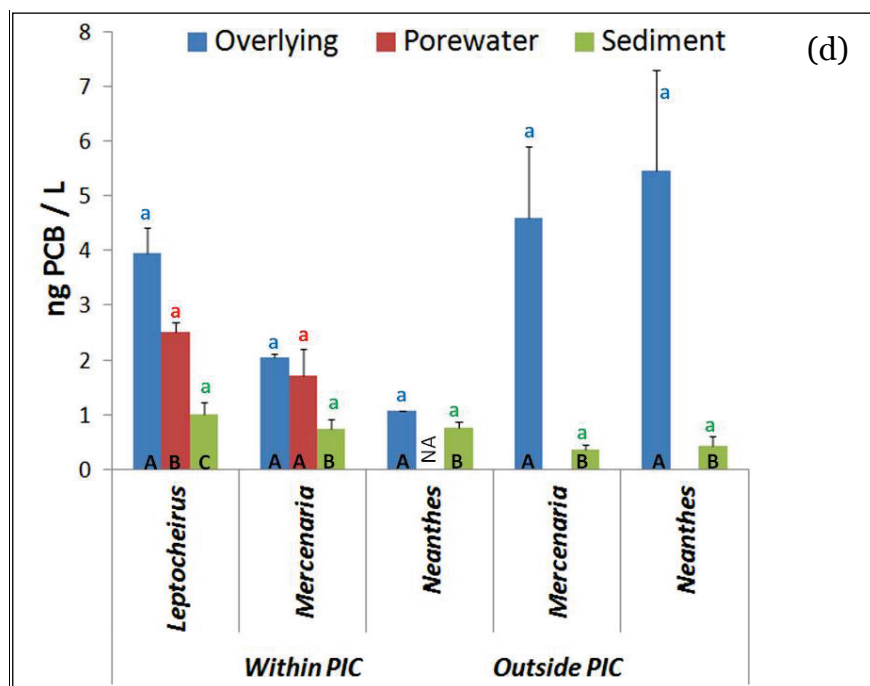 (d)
Overlying Porewater Sediment
ng PCB / L
8
7
6
5
4
3
2
1
0
a a a
a a a
a a
a a
a a
A B C A A B A NA B A B A B
Leptocheirus Mercenaria Neanthes Mercenaria Neanthes
Within PIC Outside PIC